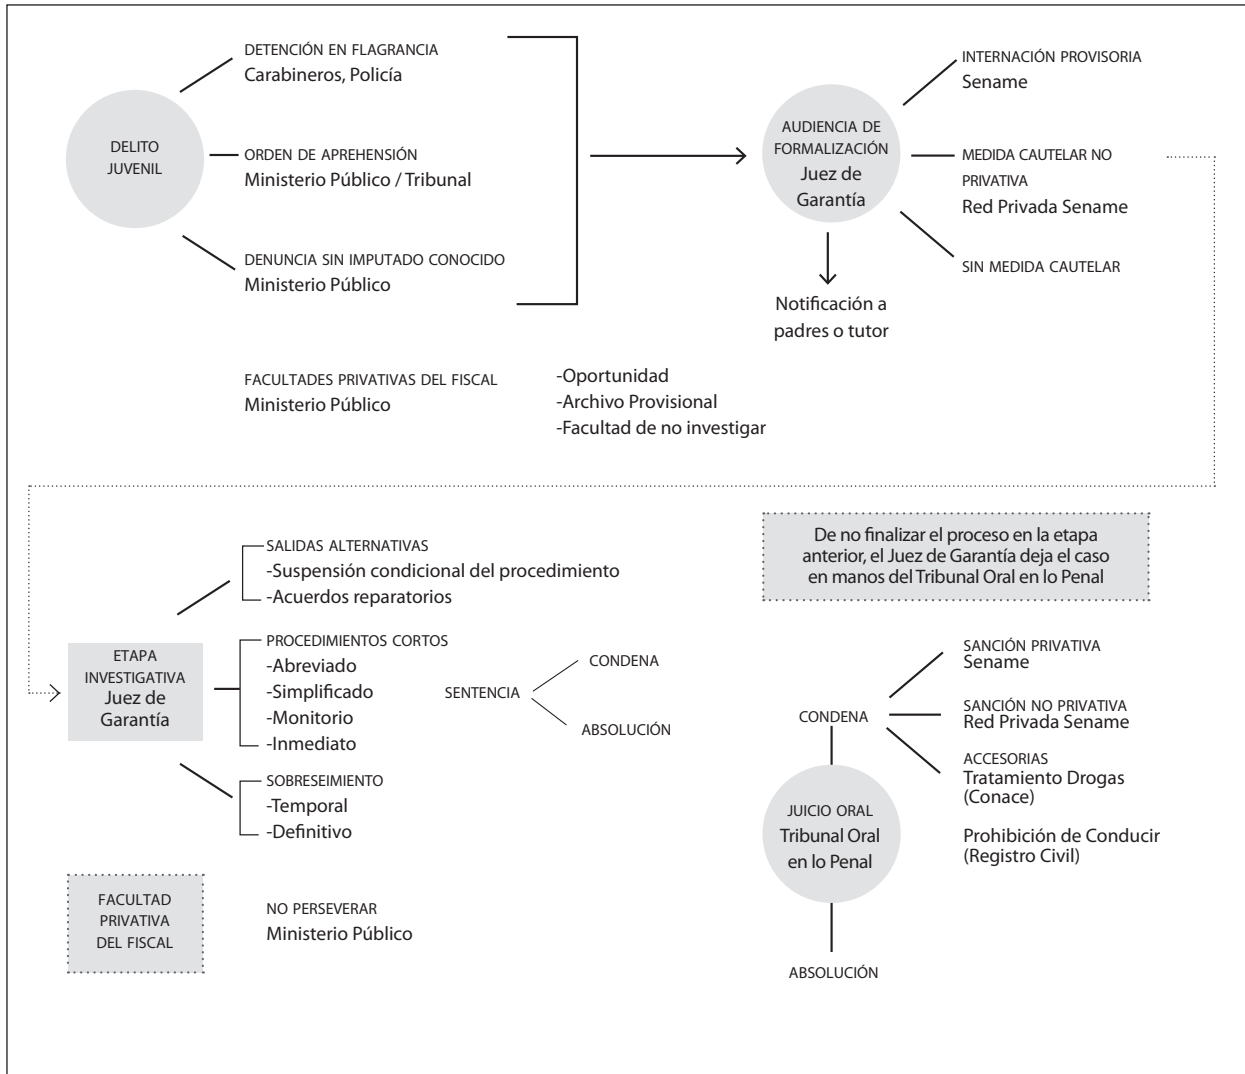 DETENCIÓN EN FLAGRANCIA
Carabineros, Policía
DELITO
JUVENIL
ORDEN DE APREHENSIÓN
Ministerio Público / Tribunal
DENUNCIA SIN IMPUTADO CONOCIDO
Ministerio Público
AUDIENCIA DE
FORMALIZACIÓN
Juez de
Garantía
INTERNACIÓN PROVISORIA
Sename
MEDIDA CAUTELAR NO
PRIVATIVA
Red Privada Sename
SIN MEDIDA CAUTELAR
Notificación a
padres o tutor
FACULTADES PRIVATIVAS DEL FISCAL
Ministerio Público
-Oportunidad
-Archivo Provisional
-Facultad de no investigar
SALIDAS ALTERNATIVAS
-Suspensión condicional del procedimiento
-Acuerdos reparatorios
ETAPA
INVESTIGATIVA
Juez de
Garantía
PROCEDIMIENTOS CORTOS
-Abreviado
-Simplificado
-Monitorio
-Inmediato
SENTENCIA
CONDENA
ABSOLUCIÓN
SOBRESEIMIENTO
-Temporal
-Definitivo
FACULTAD
PRIVATIVA
DEL FISCAL
NO PERSEVERAR
Ministerio Público
De no finalizar el proceso en la etapa
anterior, el Juez de Garantía deja el caso
en manos del Tribunal Oral en lo Penal
CONDENA
SANCIÓN PRIVATIVA
Sename
SANCIÓN NO PRIVATIVA
Red Privada Sename
ACCESORIAS
Tratamiento Drogas
(Conace)
Prohibición de Conducir
(Registro Civil)
JUICIO ORAL
Tribunal Oral
en lo Penal
ABSOLUCIÓN